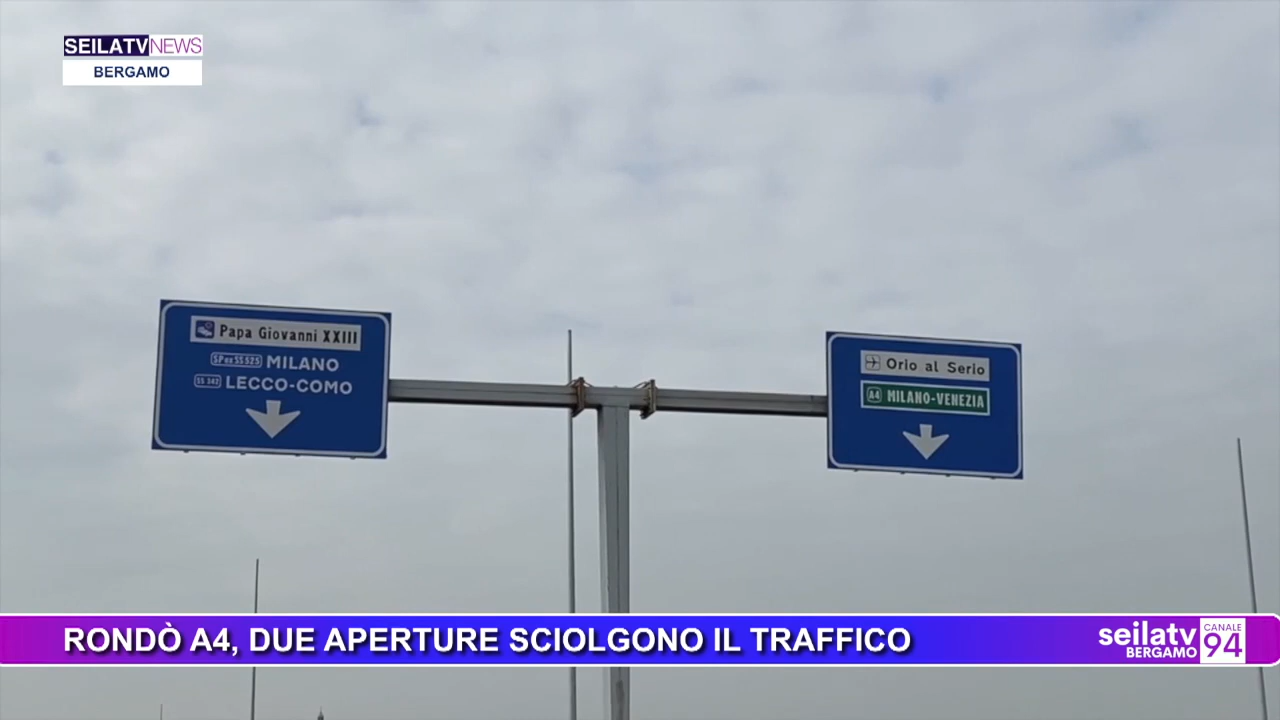 SEILATVNEWS
BERGAMO
Papa Giovanni XXIII
SP ex SS 525 MILANO
SS 342 LECCO-COMO
Orio al Serio
A4 MILANO-VENEZIA
RONDÒ A4, DUE APERTURE SCIOLGONO IL TRAFFICO
seilatv
BERGAMO
CANALE
94